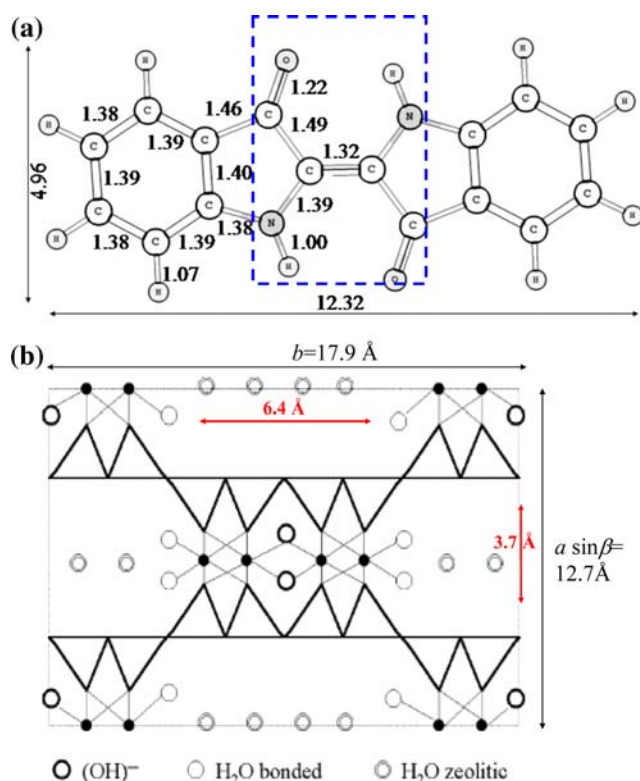 (a)
H
O
H
H
1.22
H
1.38
C
1.46
C
1.49
N
C
H
C
1.39
C
1.32
C
C
4.96
1.39
1.40
C
C
C
C
C
1.39
C
C
1.38
C
1.39
1.38
N
1.00
C
C
H
H
1.07
H
O
H
H
12.32
(b)
b=17.9 Å
6.4 Å
3.7 Å
a sinβ=
12.7Å
(OH)⁻ H₂O bonded H₂O zeolitic